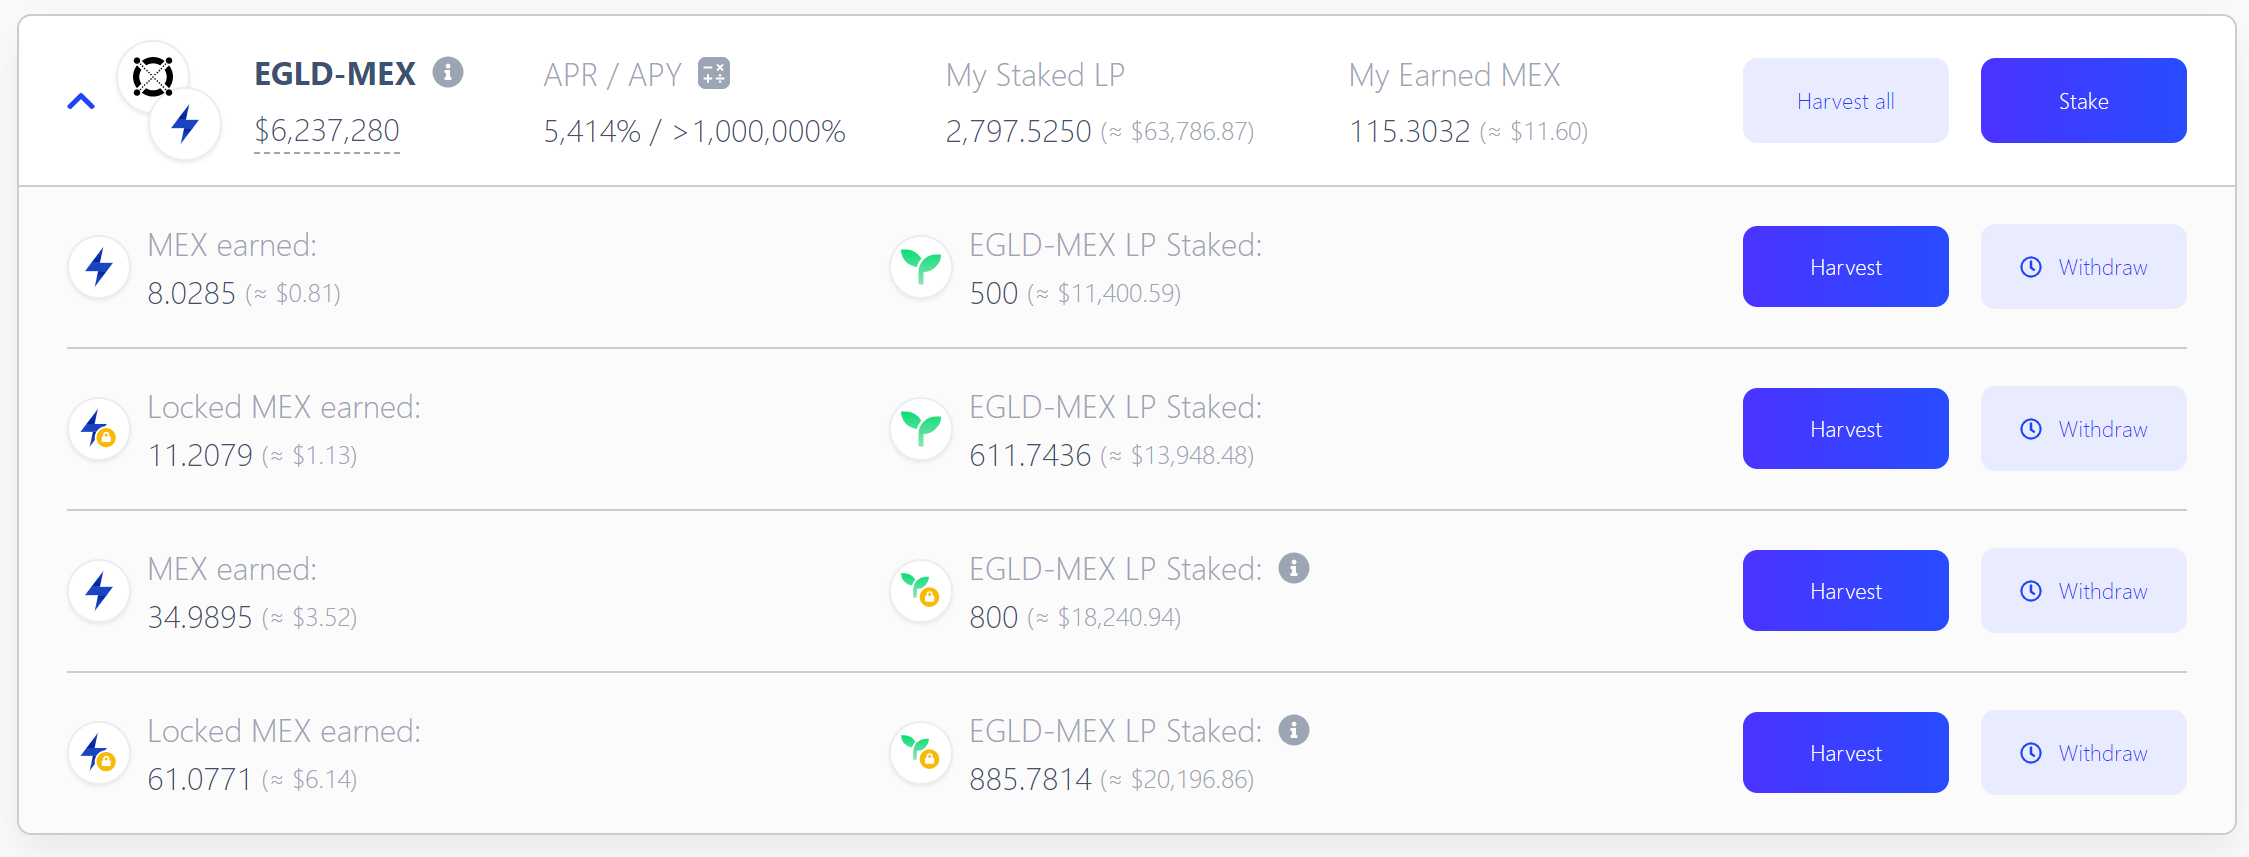 EGLD-MEX
$6,237,280
APR / APY
5,414% / >1,000,000%
My Staked LP
2,797.5250 (≈ $63,786.87)
My Earned MEX
115.3032 (≈ $11.60)
Harvest all
Stake
MEX earned:
8.0285 (≈ $0.81)
EGLD-MEX LP Staked:
500 (≈ $11,400.59)
Harvest
Withdraw
Locked MEX earned:
11.2079 (≈ $1.13)
EGLD-MEX LP Staked:
611.7436 (≈ $13,948.48)
Harvest
Withdraw
MEX earned:
34.9895 (≈ $3.52)
EGLD-MEX LP Staked:
800 (≈ $18,240.94)
Harvest
Withdraw
Locked MEX earned:
61.0771 (≈ $6.14)
EGLD-MEX LP Staked:
885.7814 (≈ $20,196.86)
Harvest
Withdraw